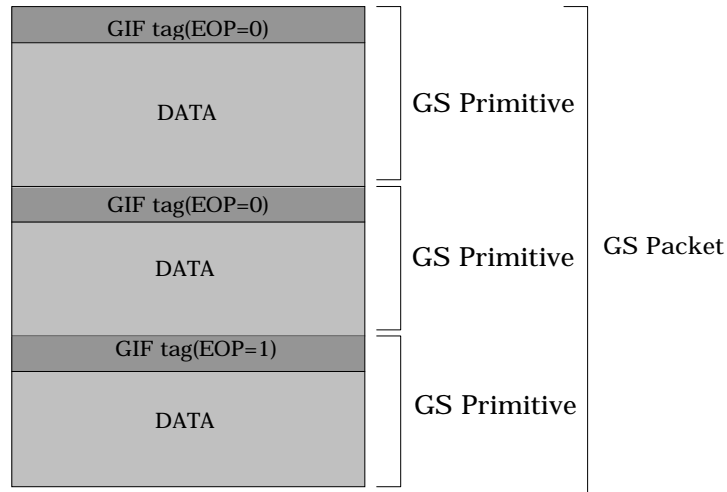 GIF tag(EOP=0)
DATA
GS Primitive
GIF tag(EOP=0)
DATA
GS Primitive
GS Packet
GIF tag(EOP=1)
DATA
GS Primitive